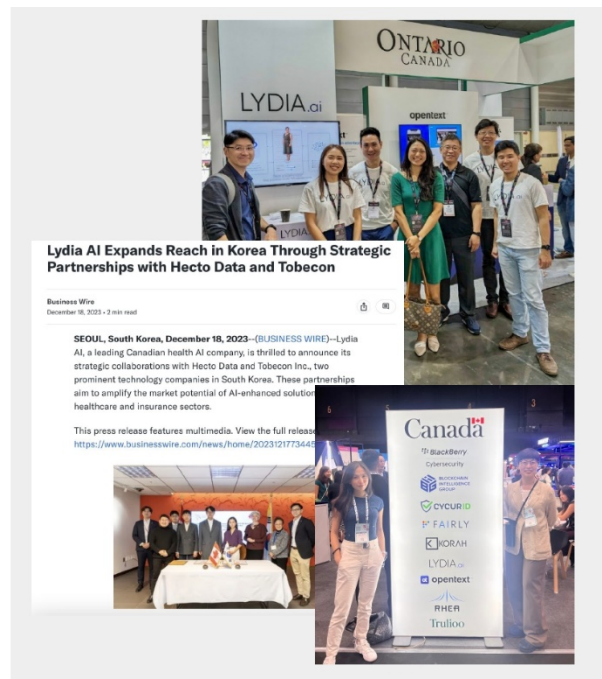 ONTARIO
CANADA
LYDIA.ai
opentext
LYDIA
Lydia AI Expands Reach in Korea Through Strategic
Partnerships with Hecto Data and Tobecon
Business Wire
December 18, 2023 • 2 min read
SEOUL, South Korea, December 18, 2023--(BUSINESS WIRE)--Lydia
AI, a leading Canadian health AI company, is thrilled to announce its
strategic collaborations with Hecto Data and Tobecon Inc., two
prominent technology companies in South Korea. These partnerships
aim to amplify the market potential of AI-enhanced solution
healthcare and insurance sectors.
This press release features multimedia. View the full release
https://www.businesswire.com/news/home/2023121773445
6
5
4
3
Canada
BlackBerry
Cybersecurity
BLOCKCHAIN
INTELLIGENCE
GROUP
CYCURID
FAIRLY
KORAH
LYDIA.ai
opentext
RHEA
Trulioo